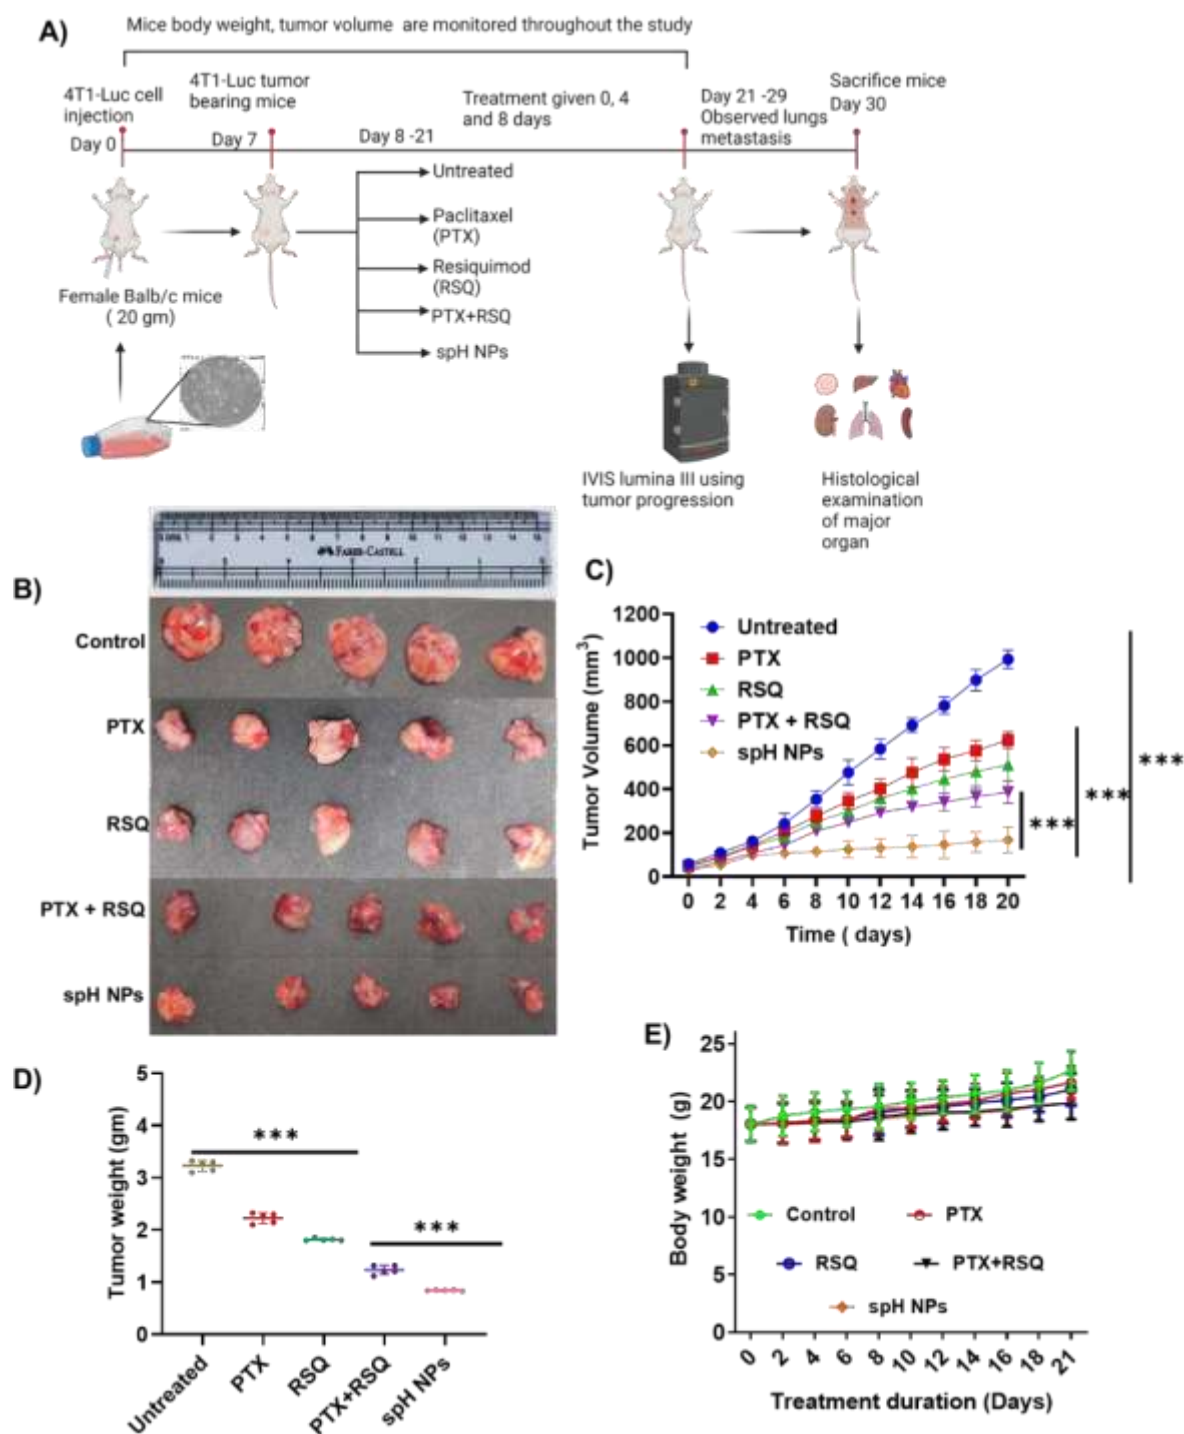 A)
Mice body weight, tumor volume are monitored throughout the study
4T1-Luc cell
injection
Day 0
4T1-Luc tumor
bearing mice
Day 7
Day 8 -21
Treatment given 0, 4
and 8 days
Day 21 -29
Observed lungs
metastasis
Sacrifice mice
Day 30
Untreated
Paclitaxel
(PTX)
Resiquimod
(RSQ)
PTX+RSQ
spH NPs
Female Balb/c mice
( 20 gm)
IVIS lumina III using
tumor progression
Histological
examination
of major
organ
B)
FABER-CASTELL
Control
PTX
RSQ
PTX + RSQ
spH NPs
C)
Tumor Volume (mm³)
1200
1000
800
600
400
200
0
Untreated
PTX
RSQ
PTX + RSQ
spH NPs
***
***
***
0 2 4 6 8 10 12 14 16 18 20
Time ( days)
D)
Tumor weight (gm)
5
4
3
2
1
0
***
***
Untreated
PTX
RSQ
PTX+RSQ
spH NPs
E)
Body weight (g)
25
20
15
10
5
0
Control
PTX
RSQ
PTX+RSQ
spH NPs
0 2 4 6 8 10 12 14 16 18 21
Treatment duration (Days)